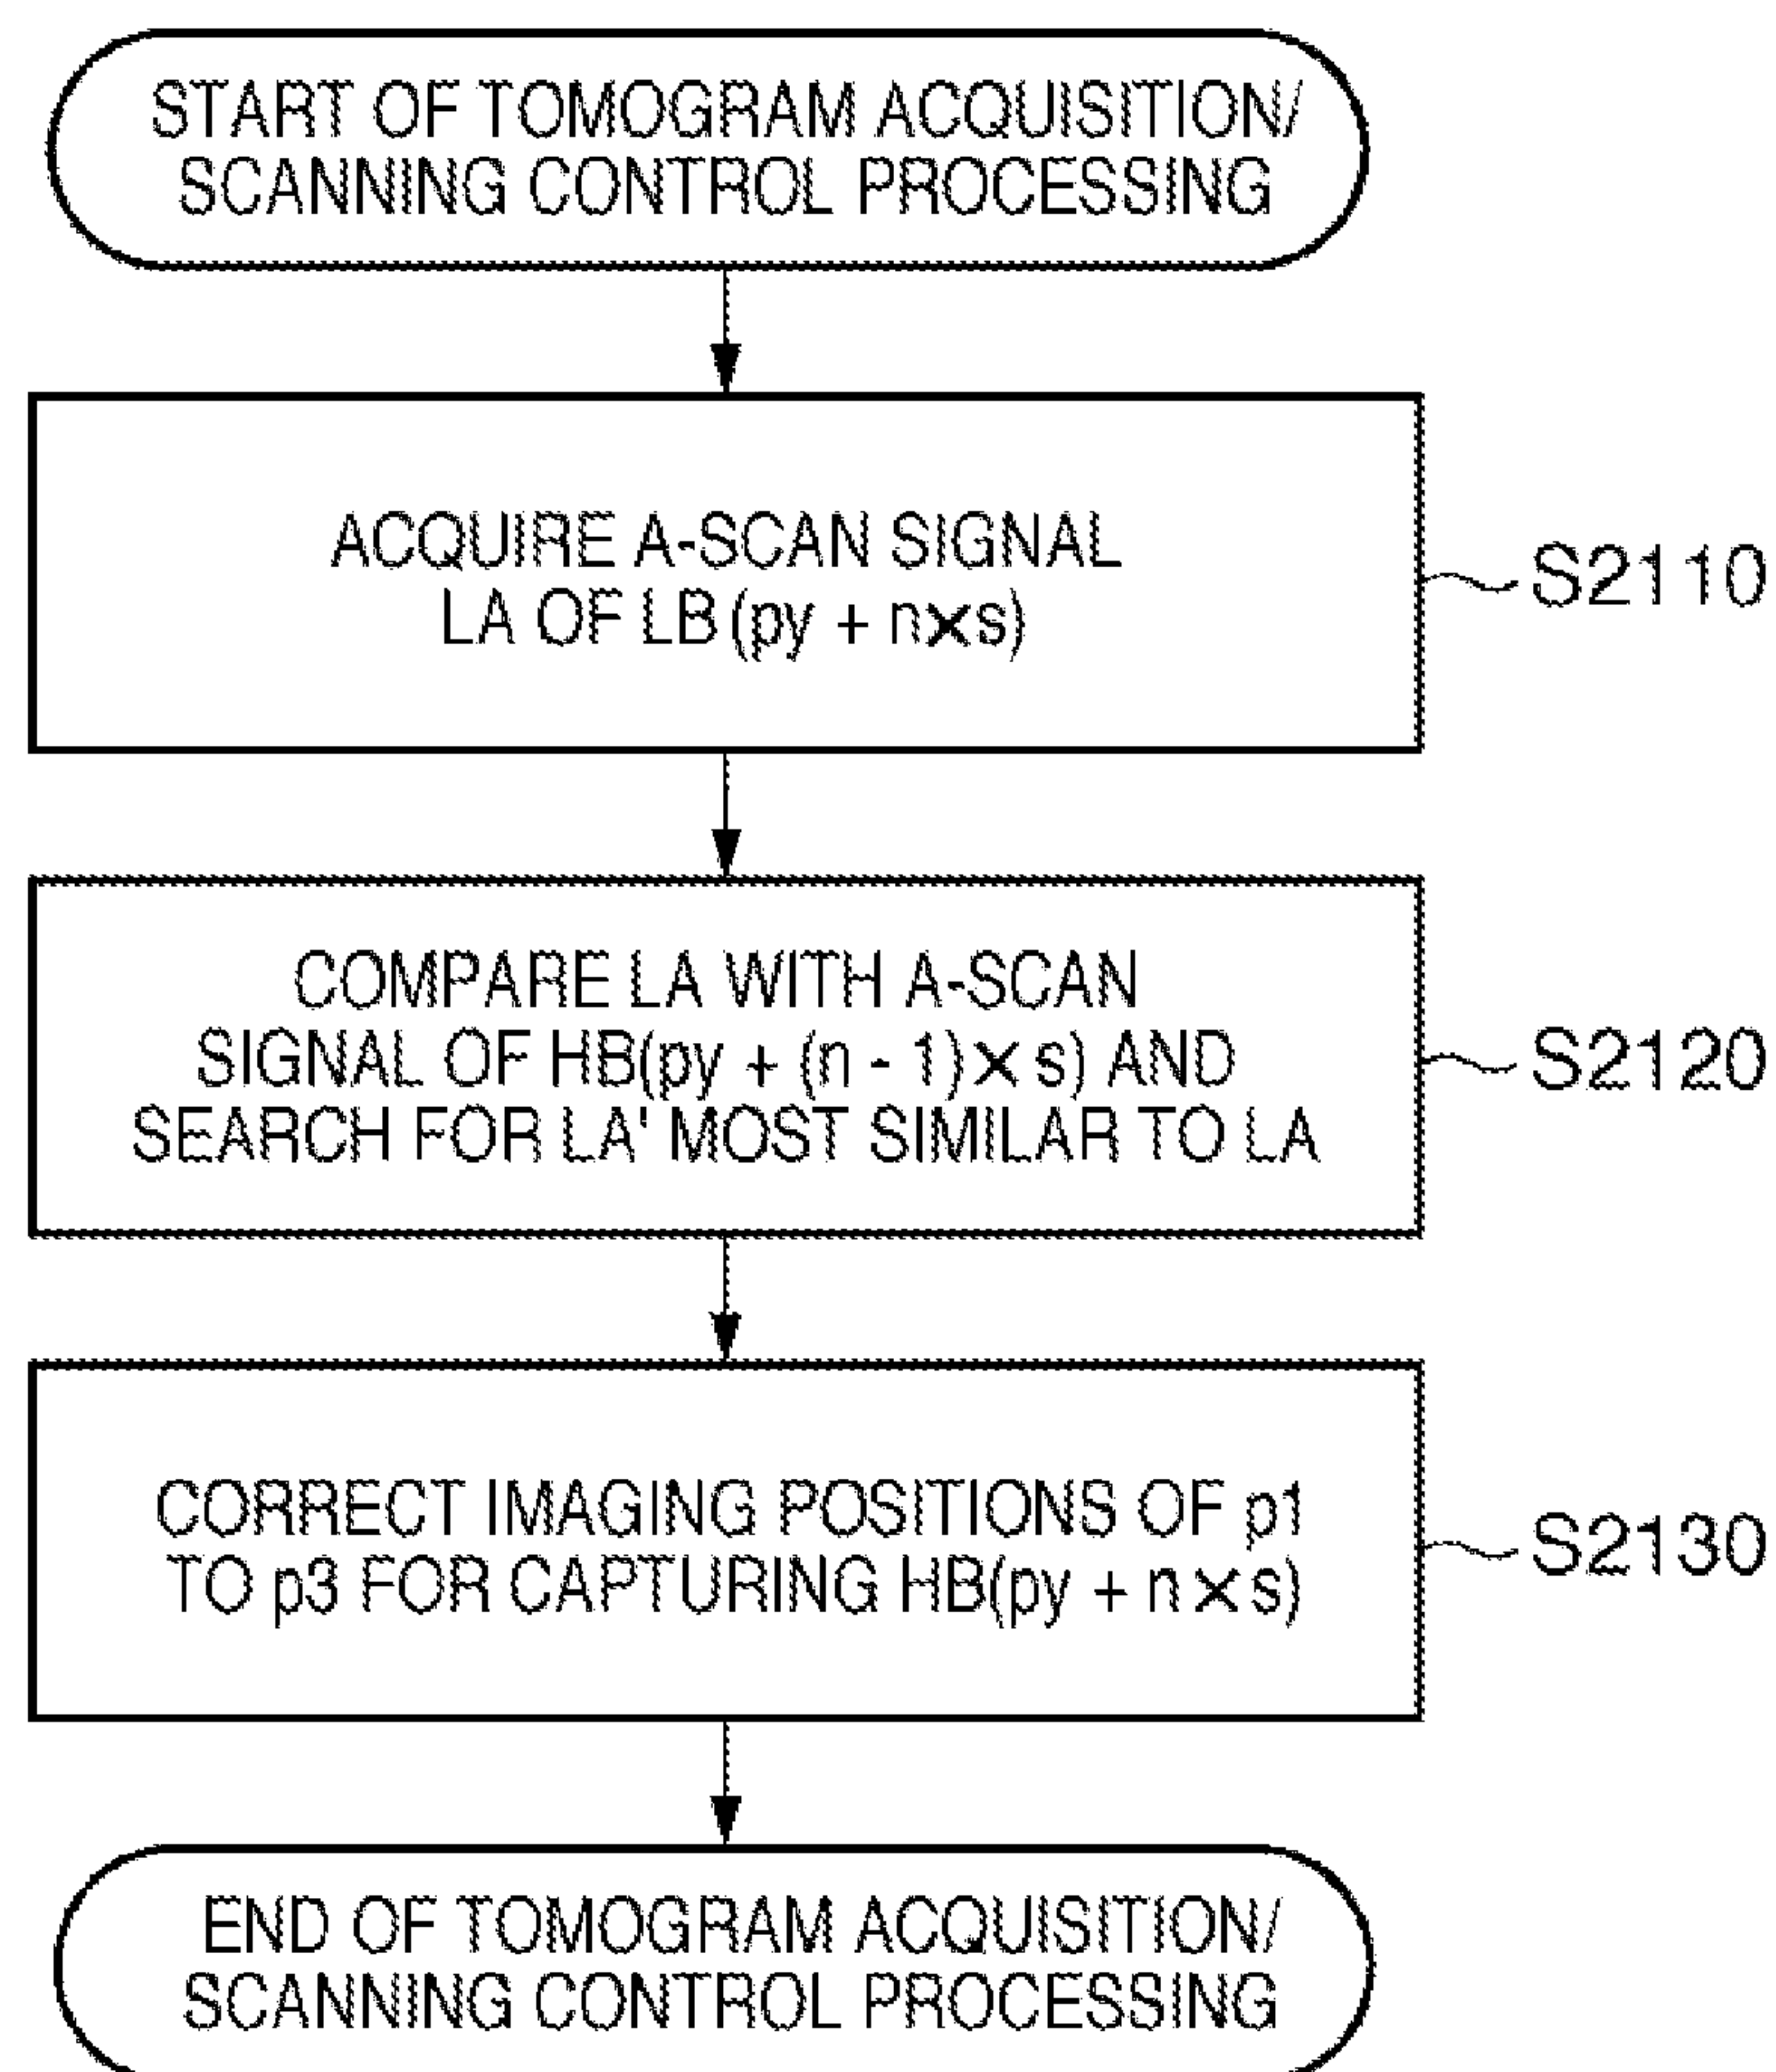 START OF TOMOGRAM ACQUISITION/
SCANNING CONTROL PROCESSING
ACQUIRE A-SCAN SIGNAL
LA OF LB(py + n×s)
S2110
COMPARE LA WITH A-SCAN
SIGNAL OF HB(py + (n - 1)× s) AND
SEARCH FOR LA' MOST SIMILAR TO LA
S2120
CORRECT IMAGING POSITIONS OF p1
TO p3 FOR CAPTURING HB(py + n × s)
S2130
END OF TOMOGRAM ACQUISITION/
SCANNING CONTROL PROCESSING